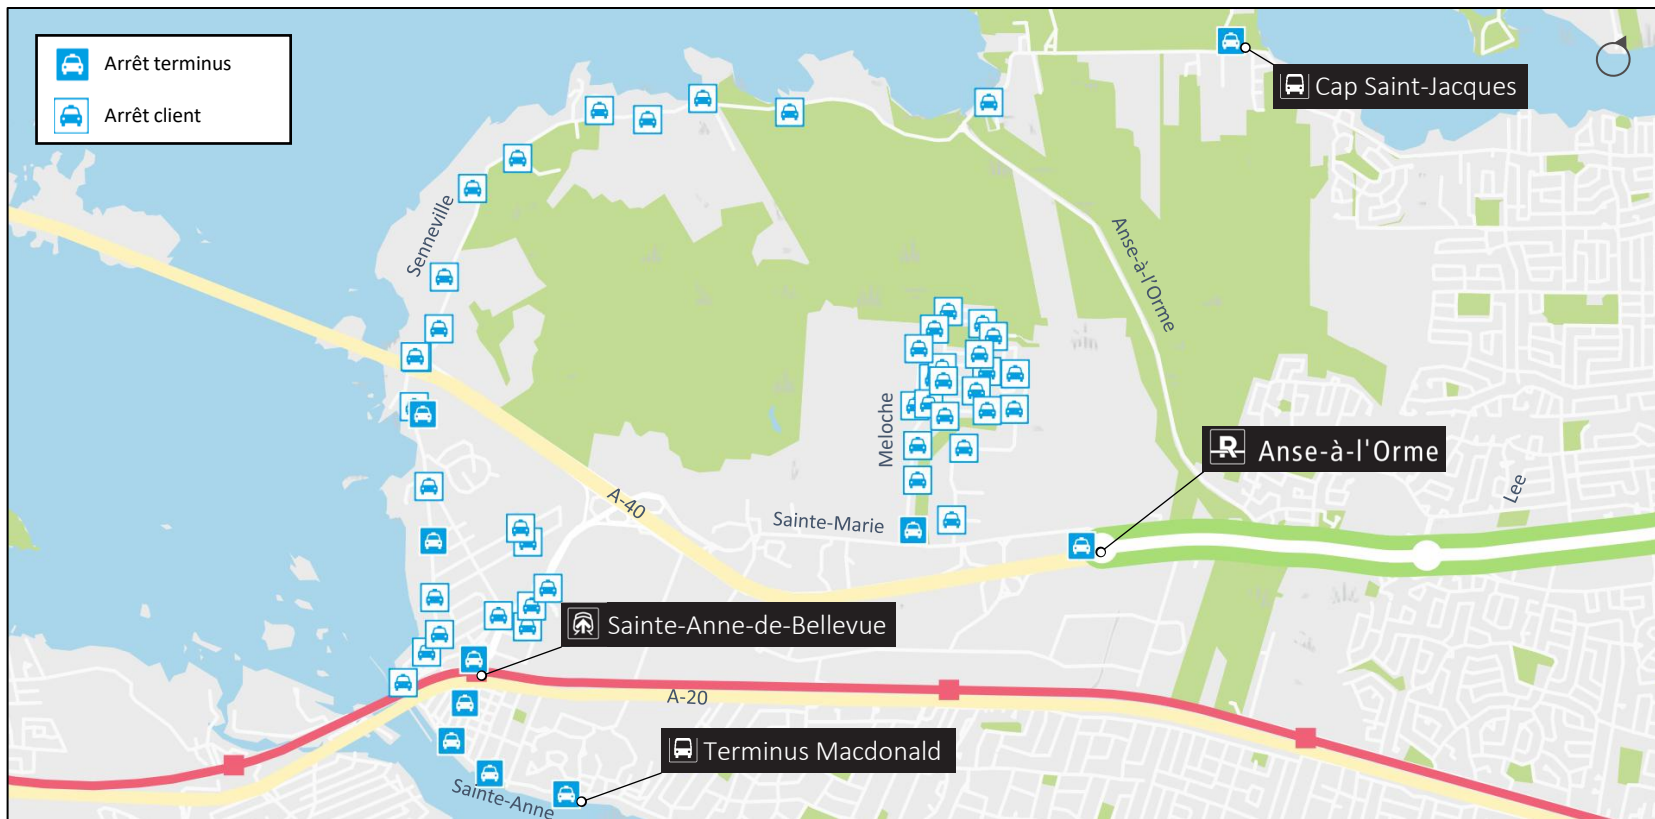 Arrêt terminus
Arrêt client
Cap Saint-Jacques
Senneville
Anse-à-l'Orme
Meloche
R Anse-à-l'Orme
A-40
Lee
Sainte-Marie
Sainte-Anne-de-Bellevue
A-20
Terminus Macdonald
Sainte-Anne